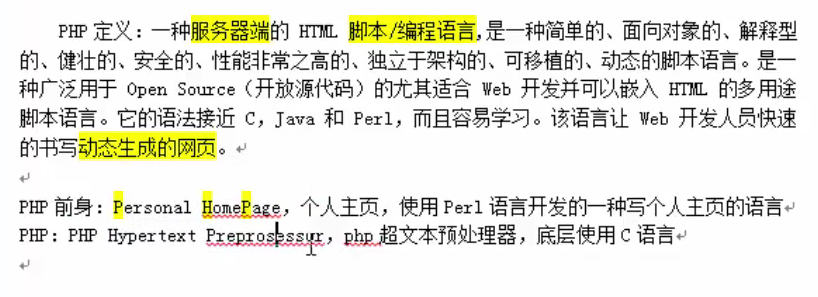 PHP 定义：一种服务器端的 HTML 脚本/编程语言,是一种简单的、面向对象的、解释型
的、健壮的、安全的、性能非常之高的、独立于架构的、可移植的、动态的脚本语言。是一
种广泛用于 Open Source（开放源代码）的尤其适合 Web 开发并可以嵌入 HTML 的多用途
脚本语言。它的语法接近 C，Java 和 Perl，而且容易学习。该语言让 Web 开发人员快速
的书写动态生成的网页。
PHP 前身：Personal HomePage，个人主页，使用 Perl 语言开发的一种写个人主页的语言
PHP：PHP Hypertext Preprosessur，php 超文本预处理器，底层使用 C 语言